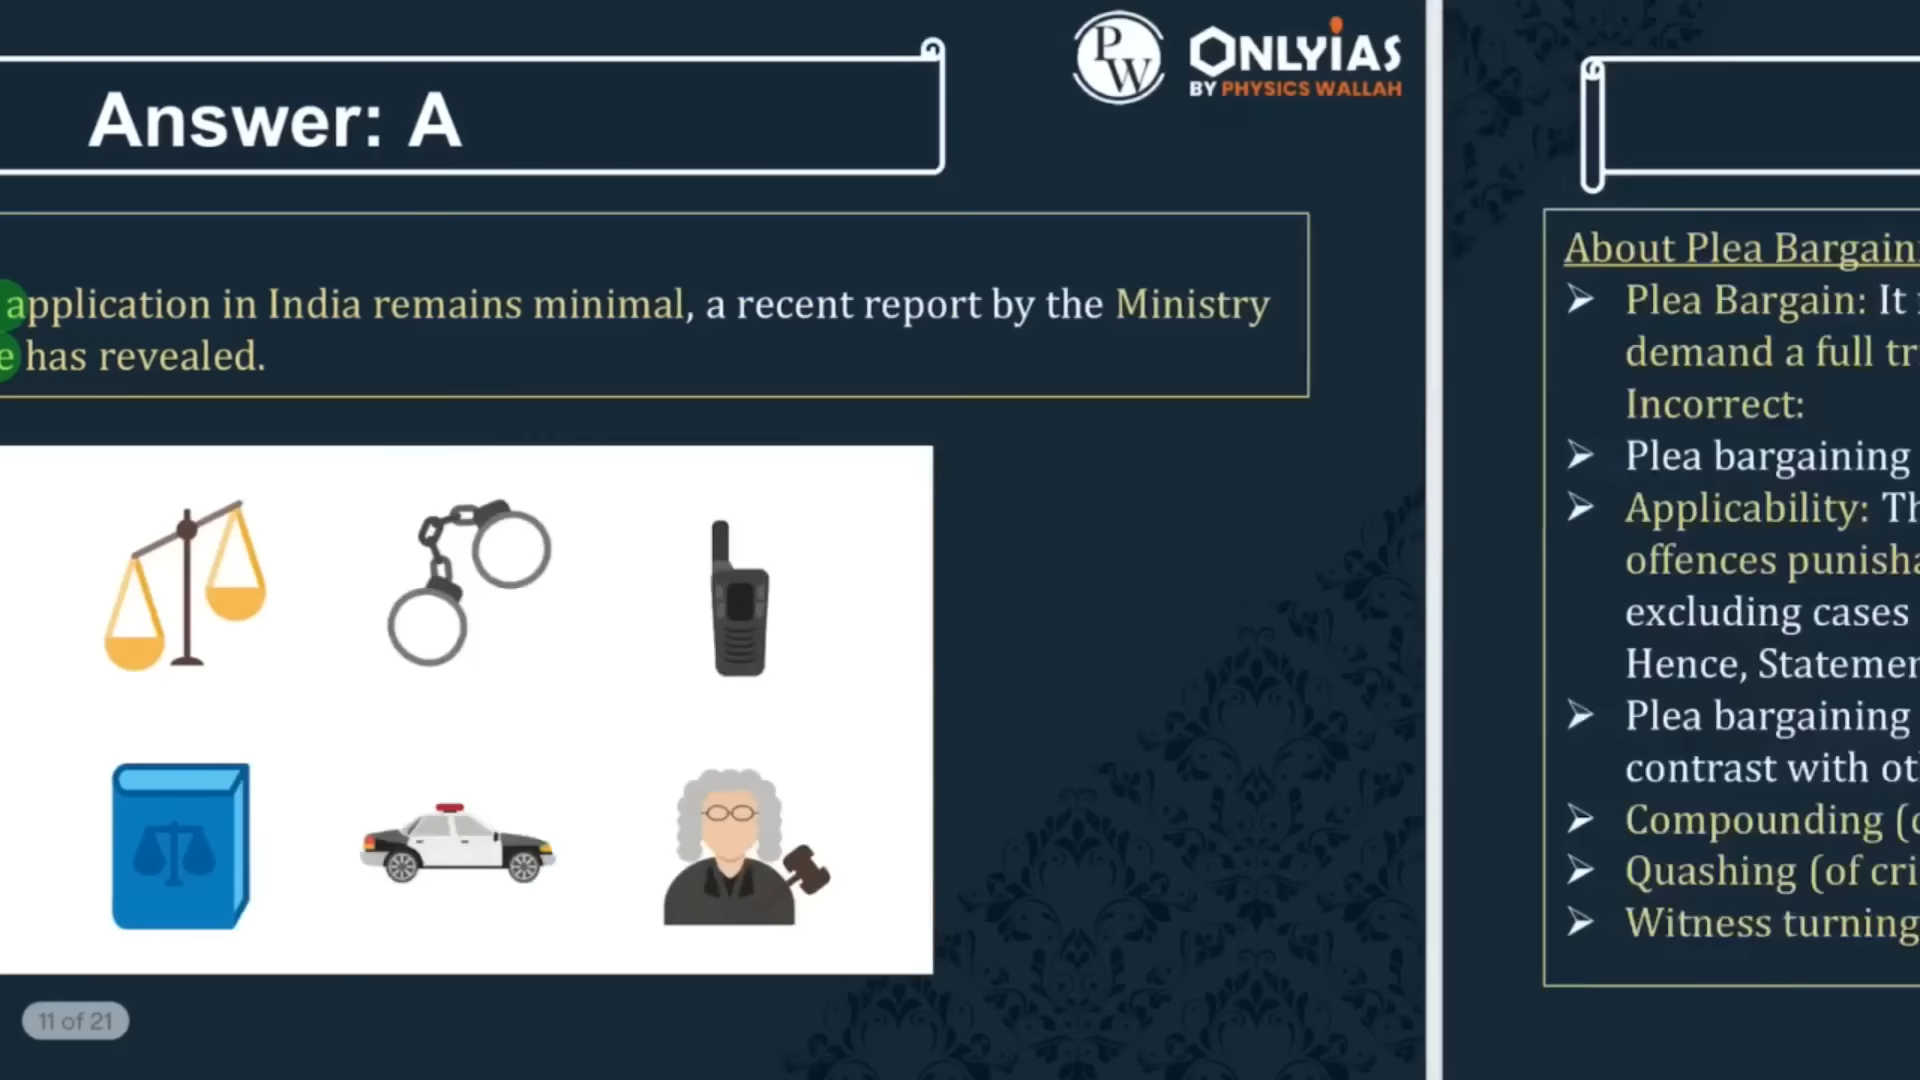 Answer: A
PW
ONLYIAS
BY PHYSICS WALLAH
application in India remains minimal, a recent report by the Ministry
e has revealed.
11 of 21
About Plea Bargain
Plea Bargain: It
demand a full tr
Incorrect:
Plea bargaining
Applicability: Th
offences punisha
excluding cases
Hence, Statemen
Plea bargaining
contrast with ot
Compounding (
Quashing (of cri
Witness turning